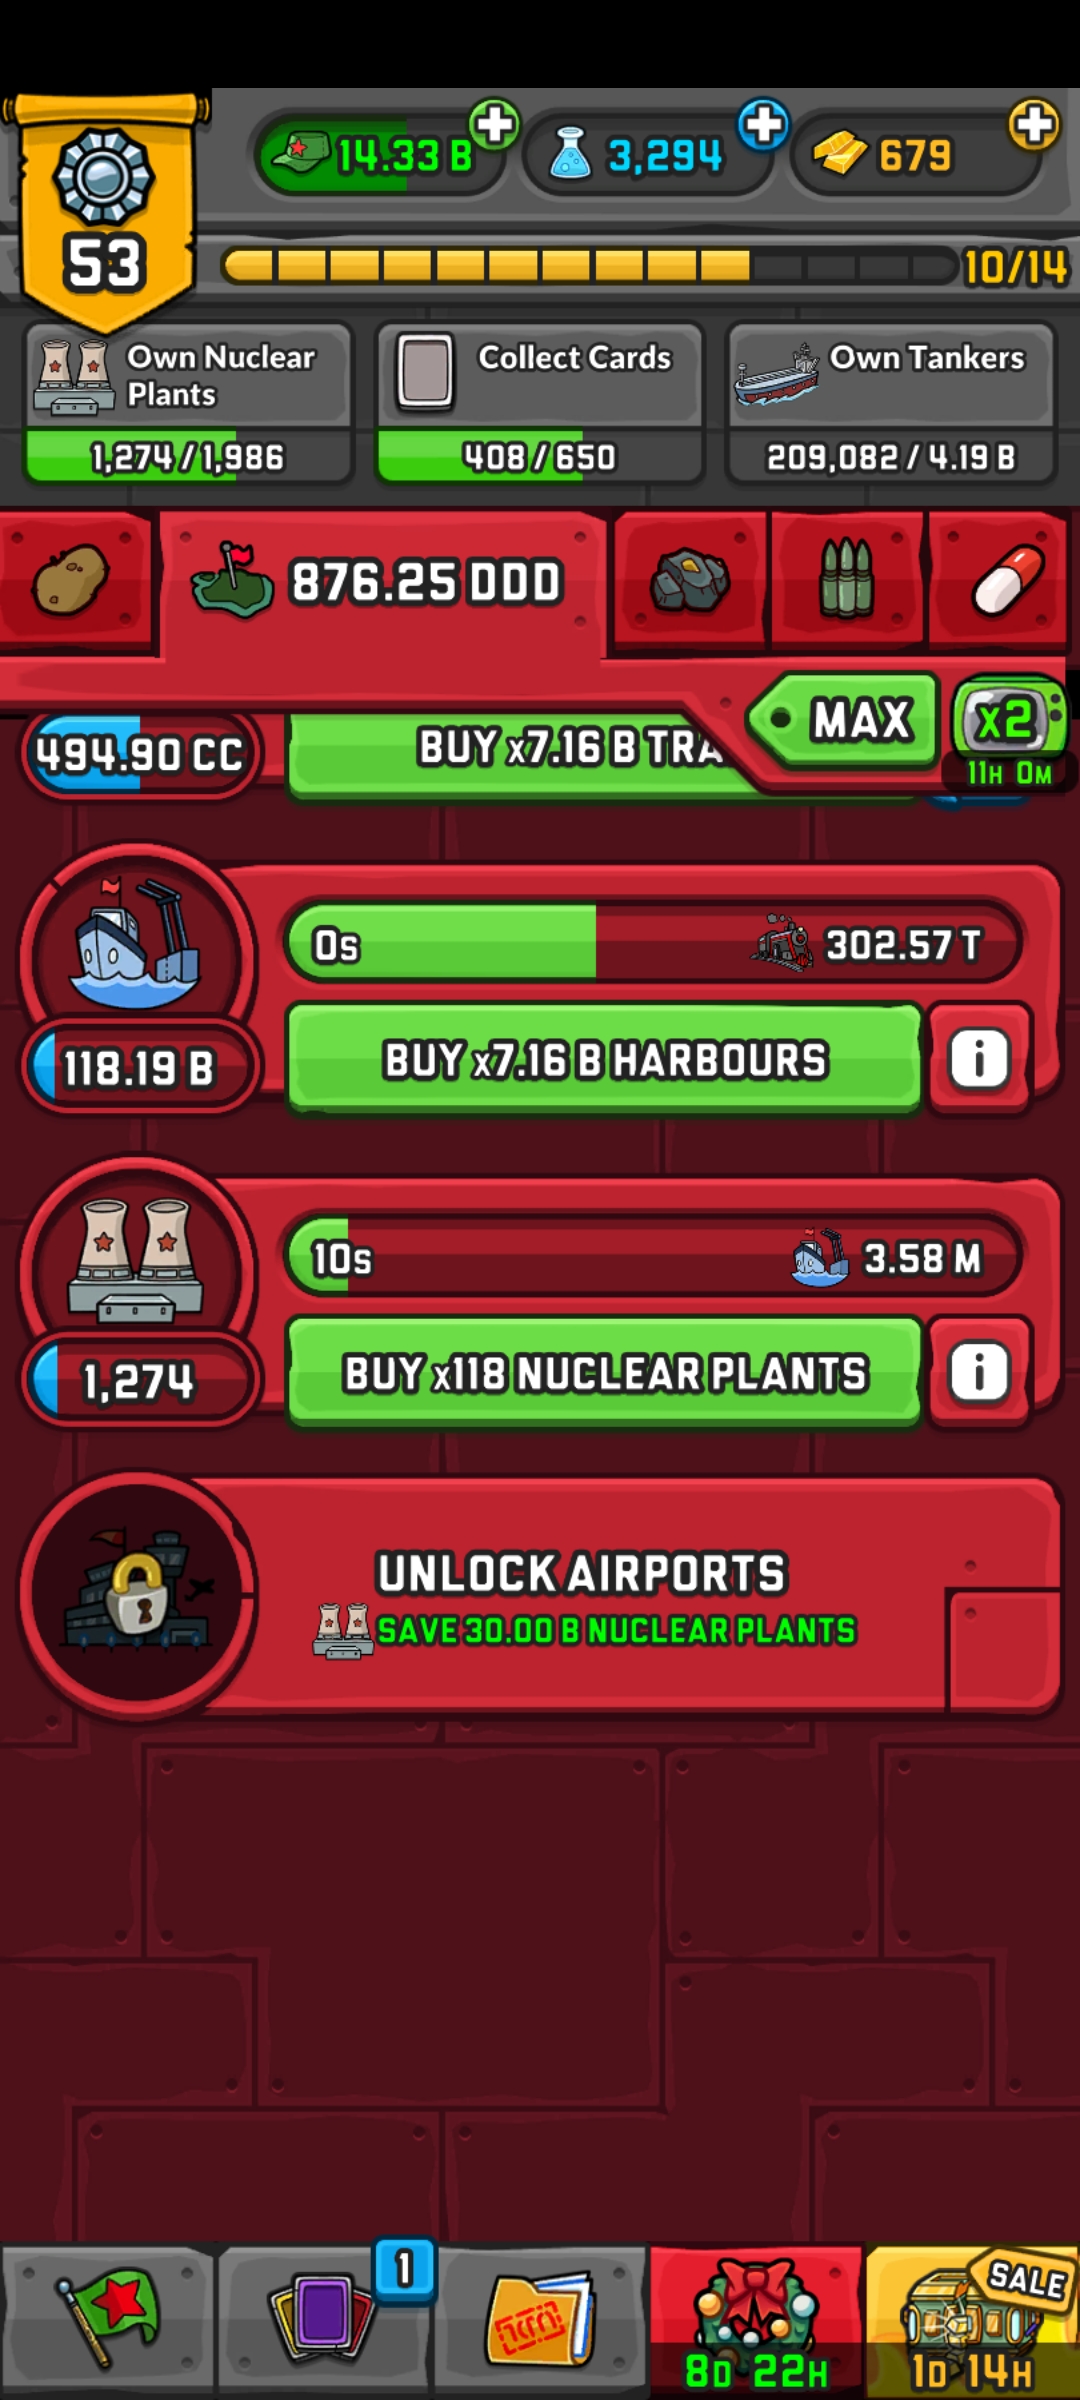 14.33 B
3,294
679
53
10/14
Own Nuclear
Plants
Collect Cards
Own Tankers
1,274 / 1,986
408 / 650
209,082 / 4.19 B
876.25 DDD
MAX
x2
11H 0M
494.90 CC
BUY x7.16 B TRA
0s
302.57 T
118.19 B
BUY x7.16 B HARBOURS
i
10s
3.58 M
1,274
BUY x118 NUCLEAR PLANTS
i
UNLOCK AIRPORTS
SAVE 30.00 B NUCLEAR PLANTS
1
SALE
8D 22H
1D 14H